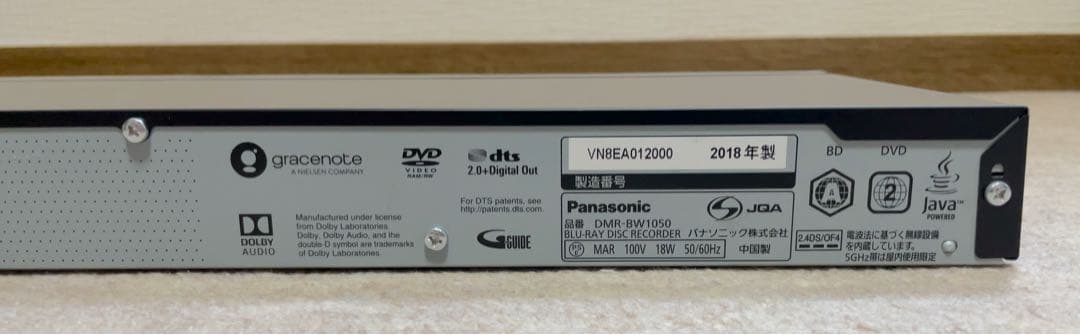 gracenote
A NIELSEN COMPANY
DVD
VIDEO
RAM/RW
dts
2.0+Digital Out
DOLBY
AUDIO
Manufactured under license
from Dolby Laboratories.
Dolby, Dolby Audio, and the
double-D symbol are trademarks
of Dolby Laboratories.
For DTS patents, see
http://patents.dts.com.
G GUIDE
VN8EA012000 2018年製
製造番号
Panasonic
JQA
品番 DMR-BW1050
BLU-RAY DISC RECORDER パナソニック株式会社
PS E MAR 100V 18W 50/60Hz 中国製
BD
A
DVD
2
Java™
POWERED
2.4DS/OF4
電波法に基づく無線設備
を内蔵しています。
5GHz帯は屋内使用限定